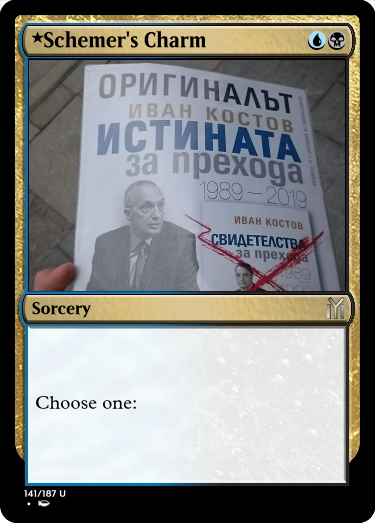 ★Schemer's Charm
ОРИГИНАЛЪТ
ИВАН КОСТОВ
ИСТИНАТА
за прехода
1989 – 2019
ИВАН КОСТОВ
СВИДЕТЕЛСТВА
за прехода
Sorcery
Choose one:
141/187 U